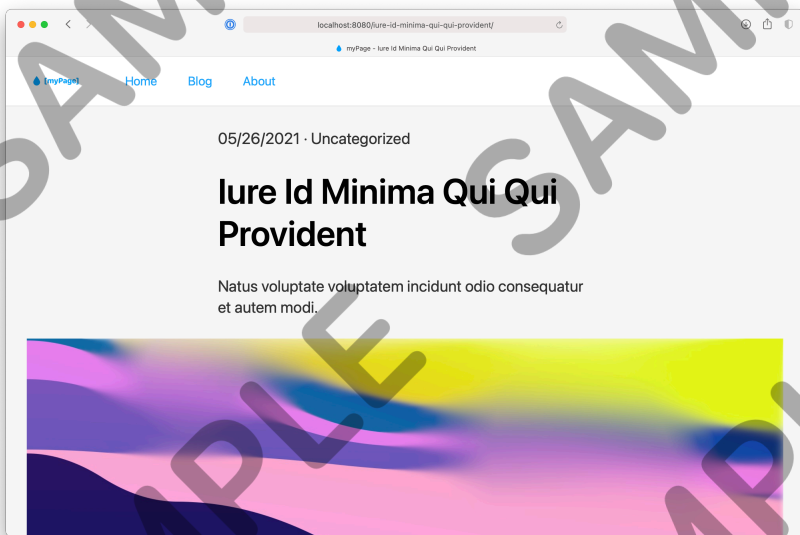 localhost:8080/iure-id-minima-qui-qui-provident/
myPage - Iure Id Minima Qui Qui Provident
[myPage] Home Blog About
05/26/2021 · Uncategorized
Iure Id Minima Qui Qui
Provident
Natus voluptate voluptatem incidunt odio consequatur
et autem modi.
SAMPLE
SAMPLE